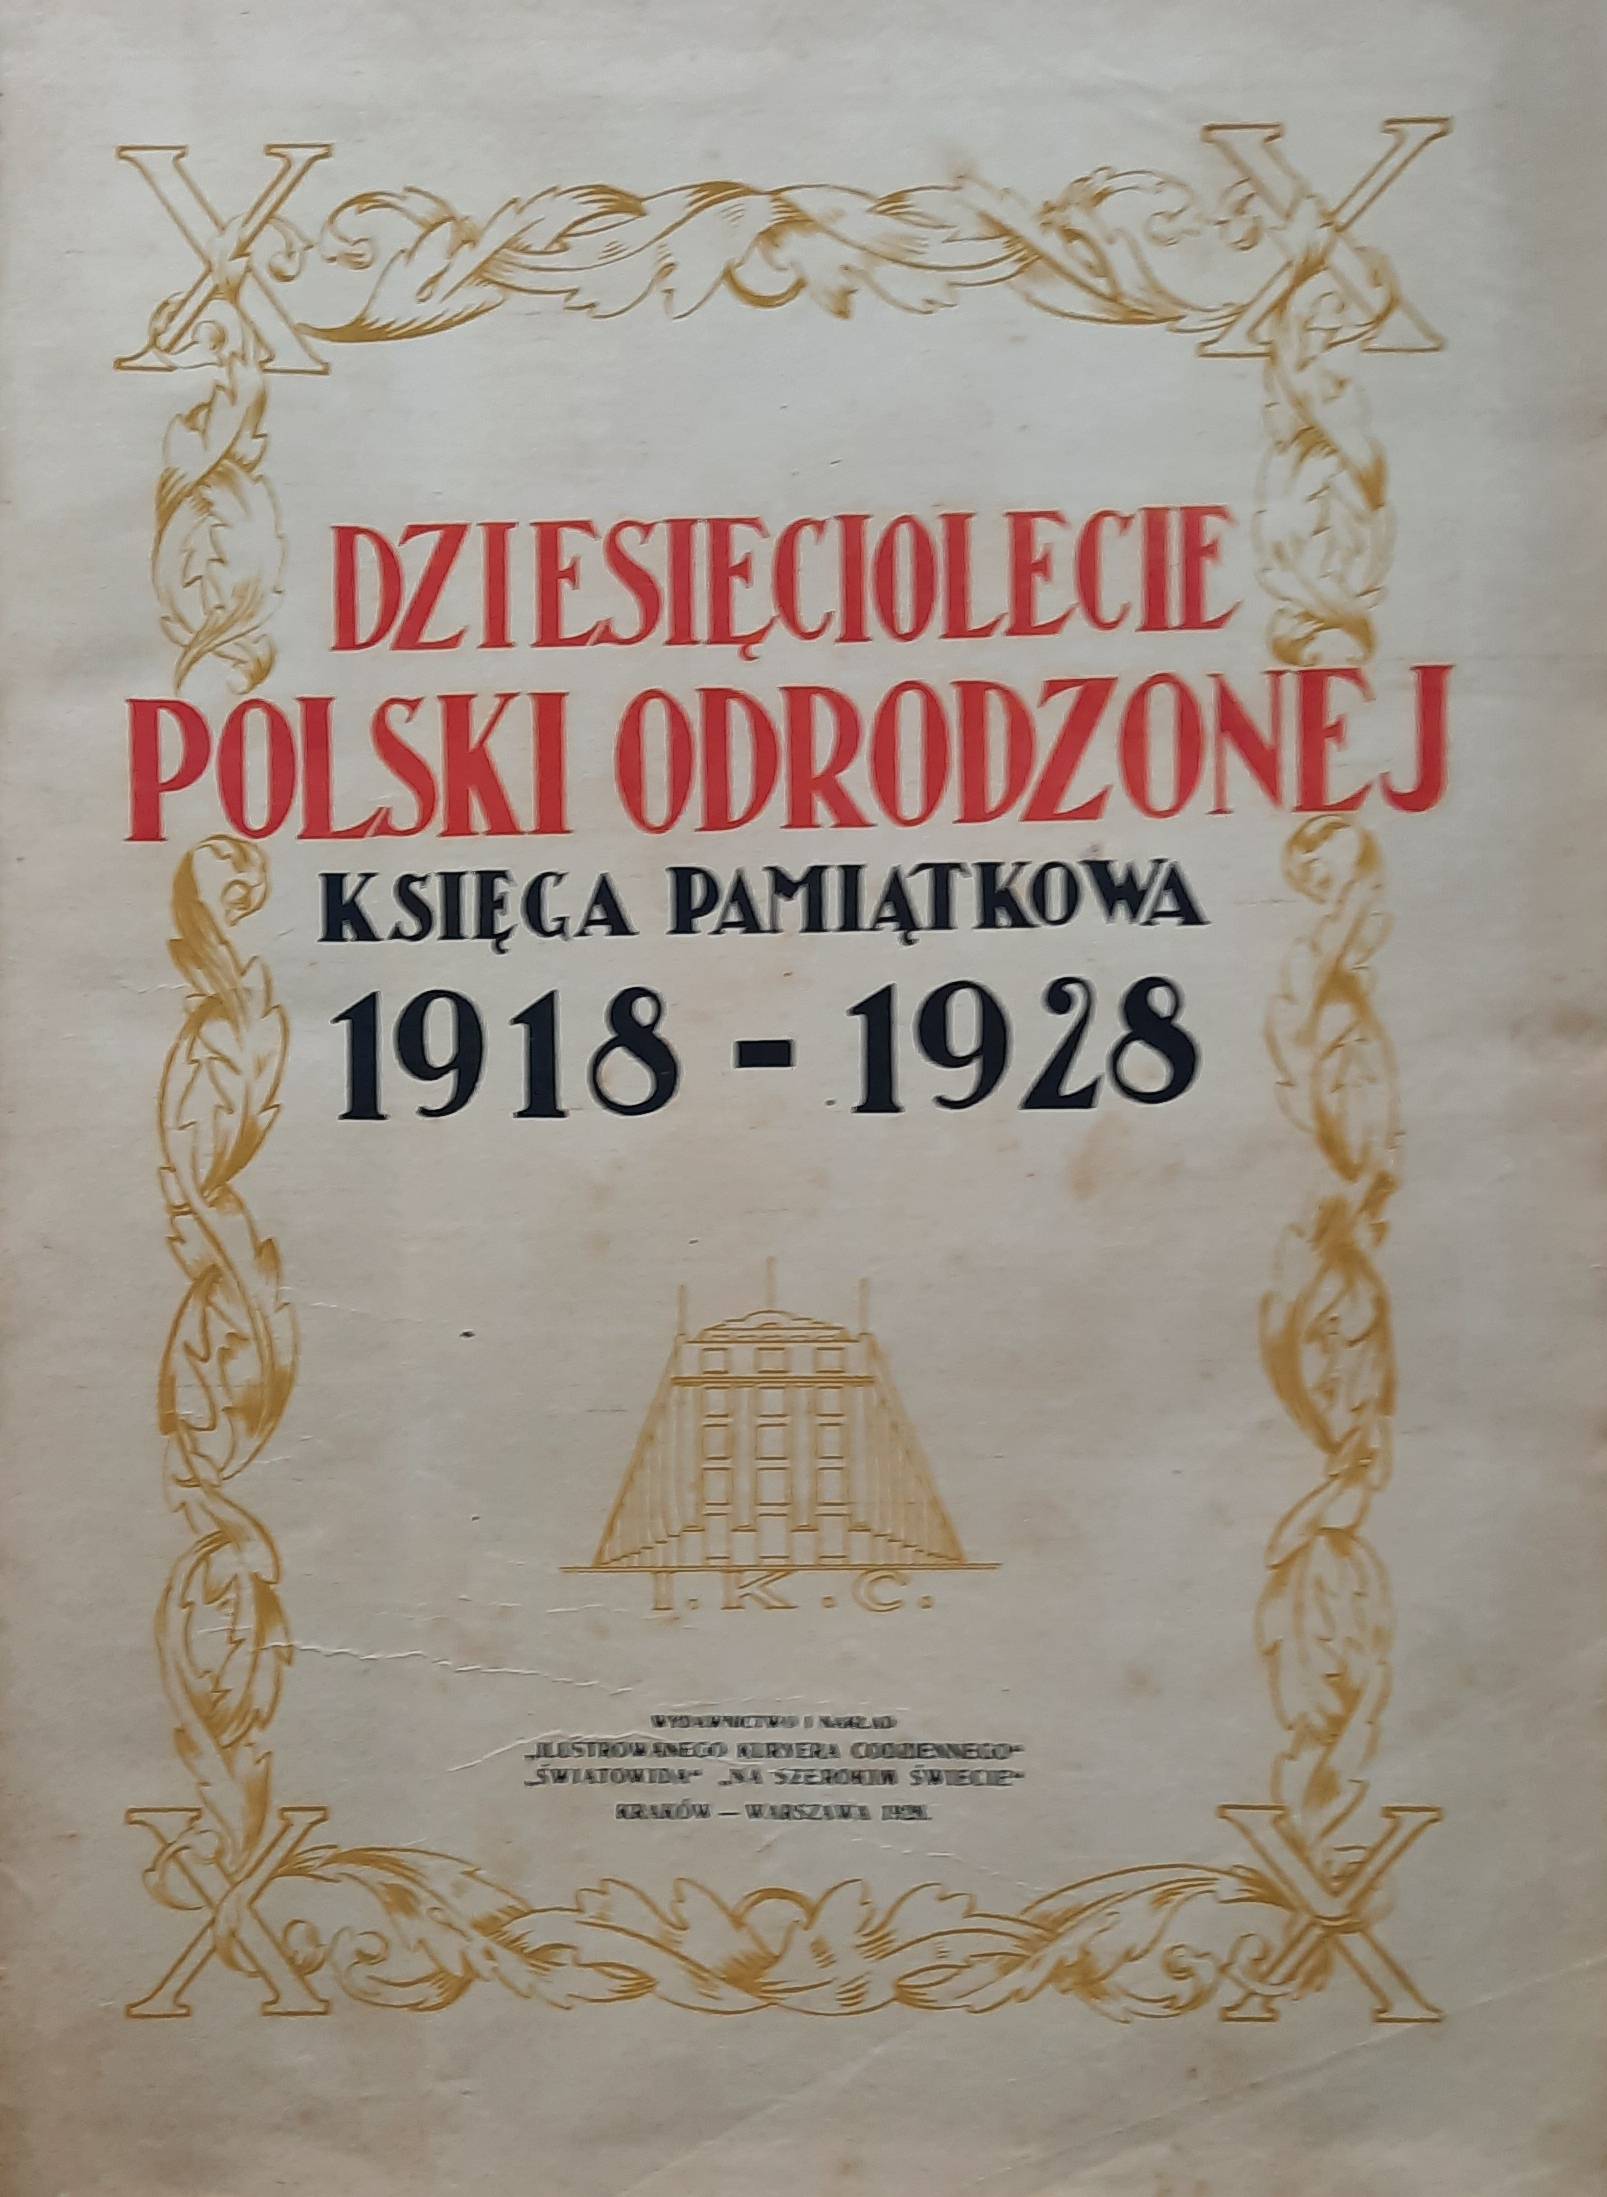 X X
DZIESIĘCIOLECIE
POLSKI ODRODZONEJ
KSIĘGA PAMIĄTKOWA
1918 - 1928
I. K. C.
WYDAWNICTWO I NAKŁAD
„ILUSTROWANEGO KURYERA CODZIENNEGO“
„ŚWIATOWIDA“ „NA SZEROKIM ŚWIECIE“
KRAKÓW — WARSZAWA
X X